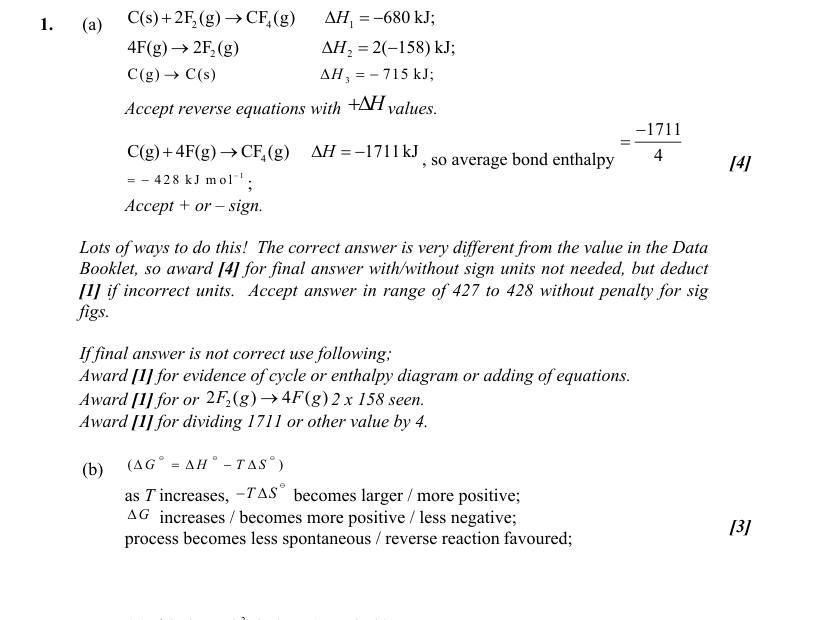 1. (a) C(s) + 2F₂(g) → CF₄(g) ΔH₁ = −680 kJ;
4F(g) → 2F₂(g) ΔH₂ = 2(−158) kJ;
C(g) → C(s) ΔH₃ = − 715 kJ;
Accept reverse equations with +ΔH values.
C(g) + 4F(g) → CF₄(g) ΔH = −1711 kJ , so average bond enthalpy = −1711/4 [4]
= − 428 kJ mol⁻¹ ;
Accept + or – sign.
Lots of ways to do this! The correct answer is very different from the value in the Data
Booklet, so award [4] for final answer with/without sign units not needed, but deduct
[1] if incorrect units. Accept answer in range of 427 to 428 without penalty for sig
figs.
If final answer is not correct use following;
Award [1] for evidence of cycle or enthalpy diagram or adding of equations.
Award [1] for or 2F₂(g) → 4F(g) 2 x 158 seen.
Award [1] for dividing 1711 or other value by 4.
(b) (ΔG° = ΔH° − TΔS°)
as T increases, −TΔS° becomes larger / more positive;
ΔG increases / becomes more positive / less negative;
process becomes less spontaneous / reverse reaction favoured; [3]